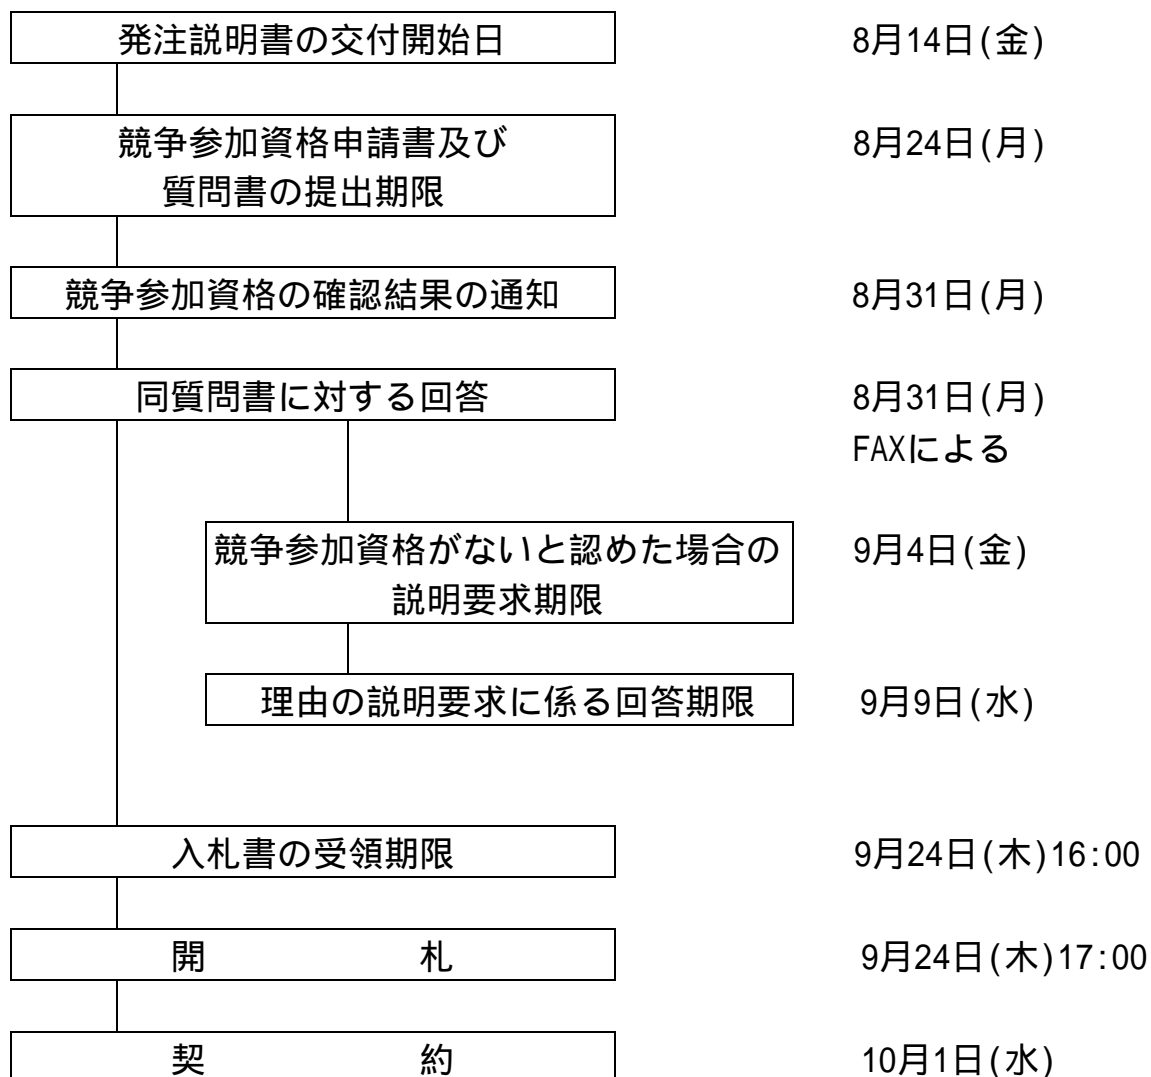 発注説明書の交付開始日 8月14日(金)
競争参加資格申請書及び 8月24日(月)
質問書の提出期限
競争参加資格の確認結果の通知 8月31日(月)
同質問書に対する回答 8月31日(月)
FAXによる
競争参加資格がないと認めた場合の 9月4日(金)
説明要求期限
理由の説明要求に係る回答期限 9月9日(水)
入札書の受領期限 9月24日(木)16:00
開 札 9月24日(木)17:00
契 約 10月1日(水)